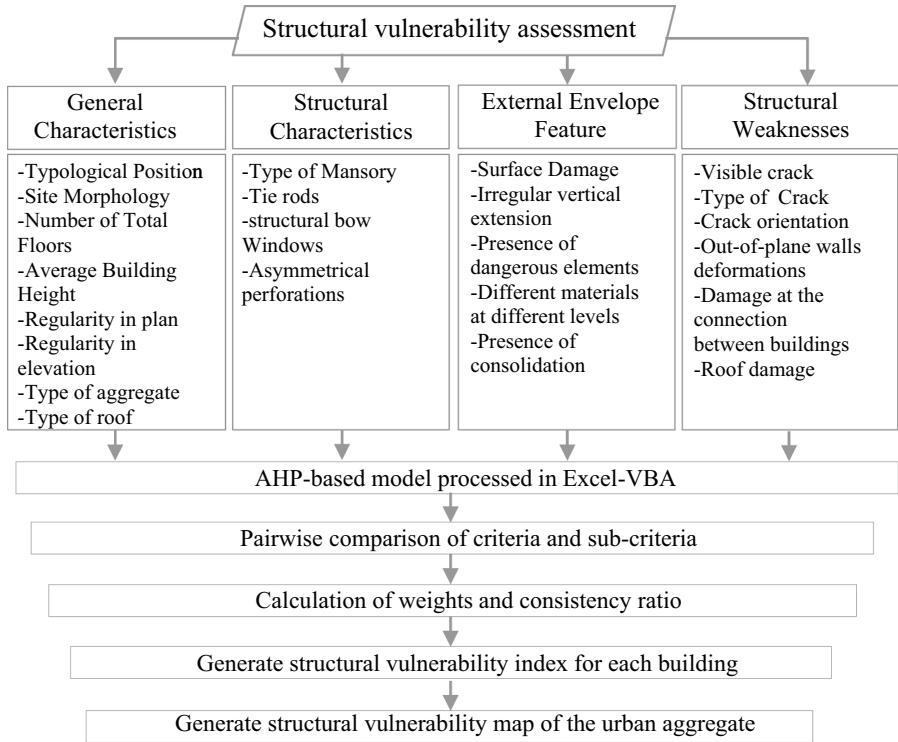 Structural vulnerability assessment
General
Characteristics
-Typological Position
-Site Morphology
-Number of Total
Floors
-Average Building
Height
-Regularity in plan
-Regularity in
elevation
-Type of aggregate
-Type of roof
Structural
Characteristics
-Type of Mansory
-Tie rods
-structural bow
Windows
-Asymmetrical
perforations
External Envelope
Feature
-Surface Damage
-Irregular vertical
extension
-Presence of
dangerous elements
-Different materials
at different levels
-Presence of
consolidation
Structural
Weaknesses
-Visible crack
-Type of Crack
-Crack orientation
-Out-of-plane walls
deformations
-Damage at the
connection
between buildings
-Roof damage
AHP-based model processed in Excel-VBA
Pairwise comparison of criteria and sub-criteria
Calculation of weights and consistency ratio
Generate structural vulnerability index for each building
Generate structural vulnerability map of the urban aggregate